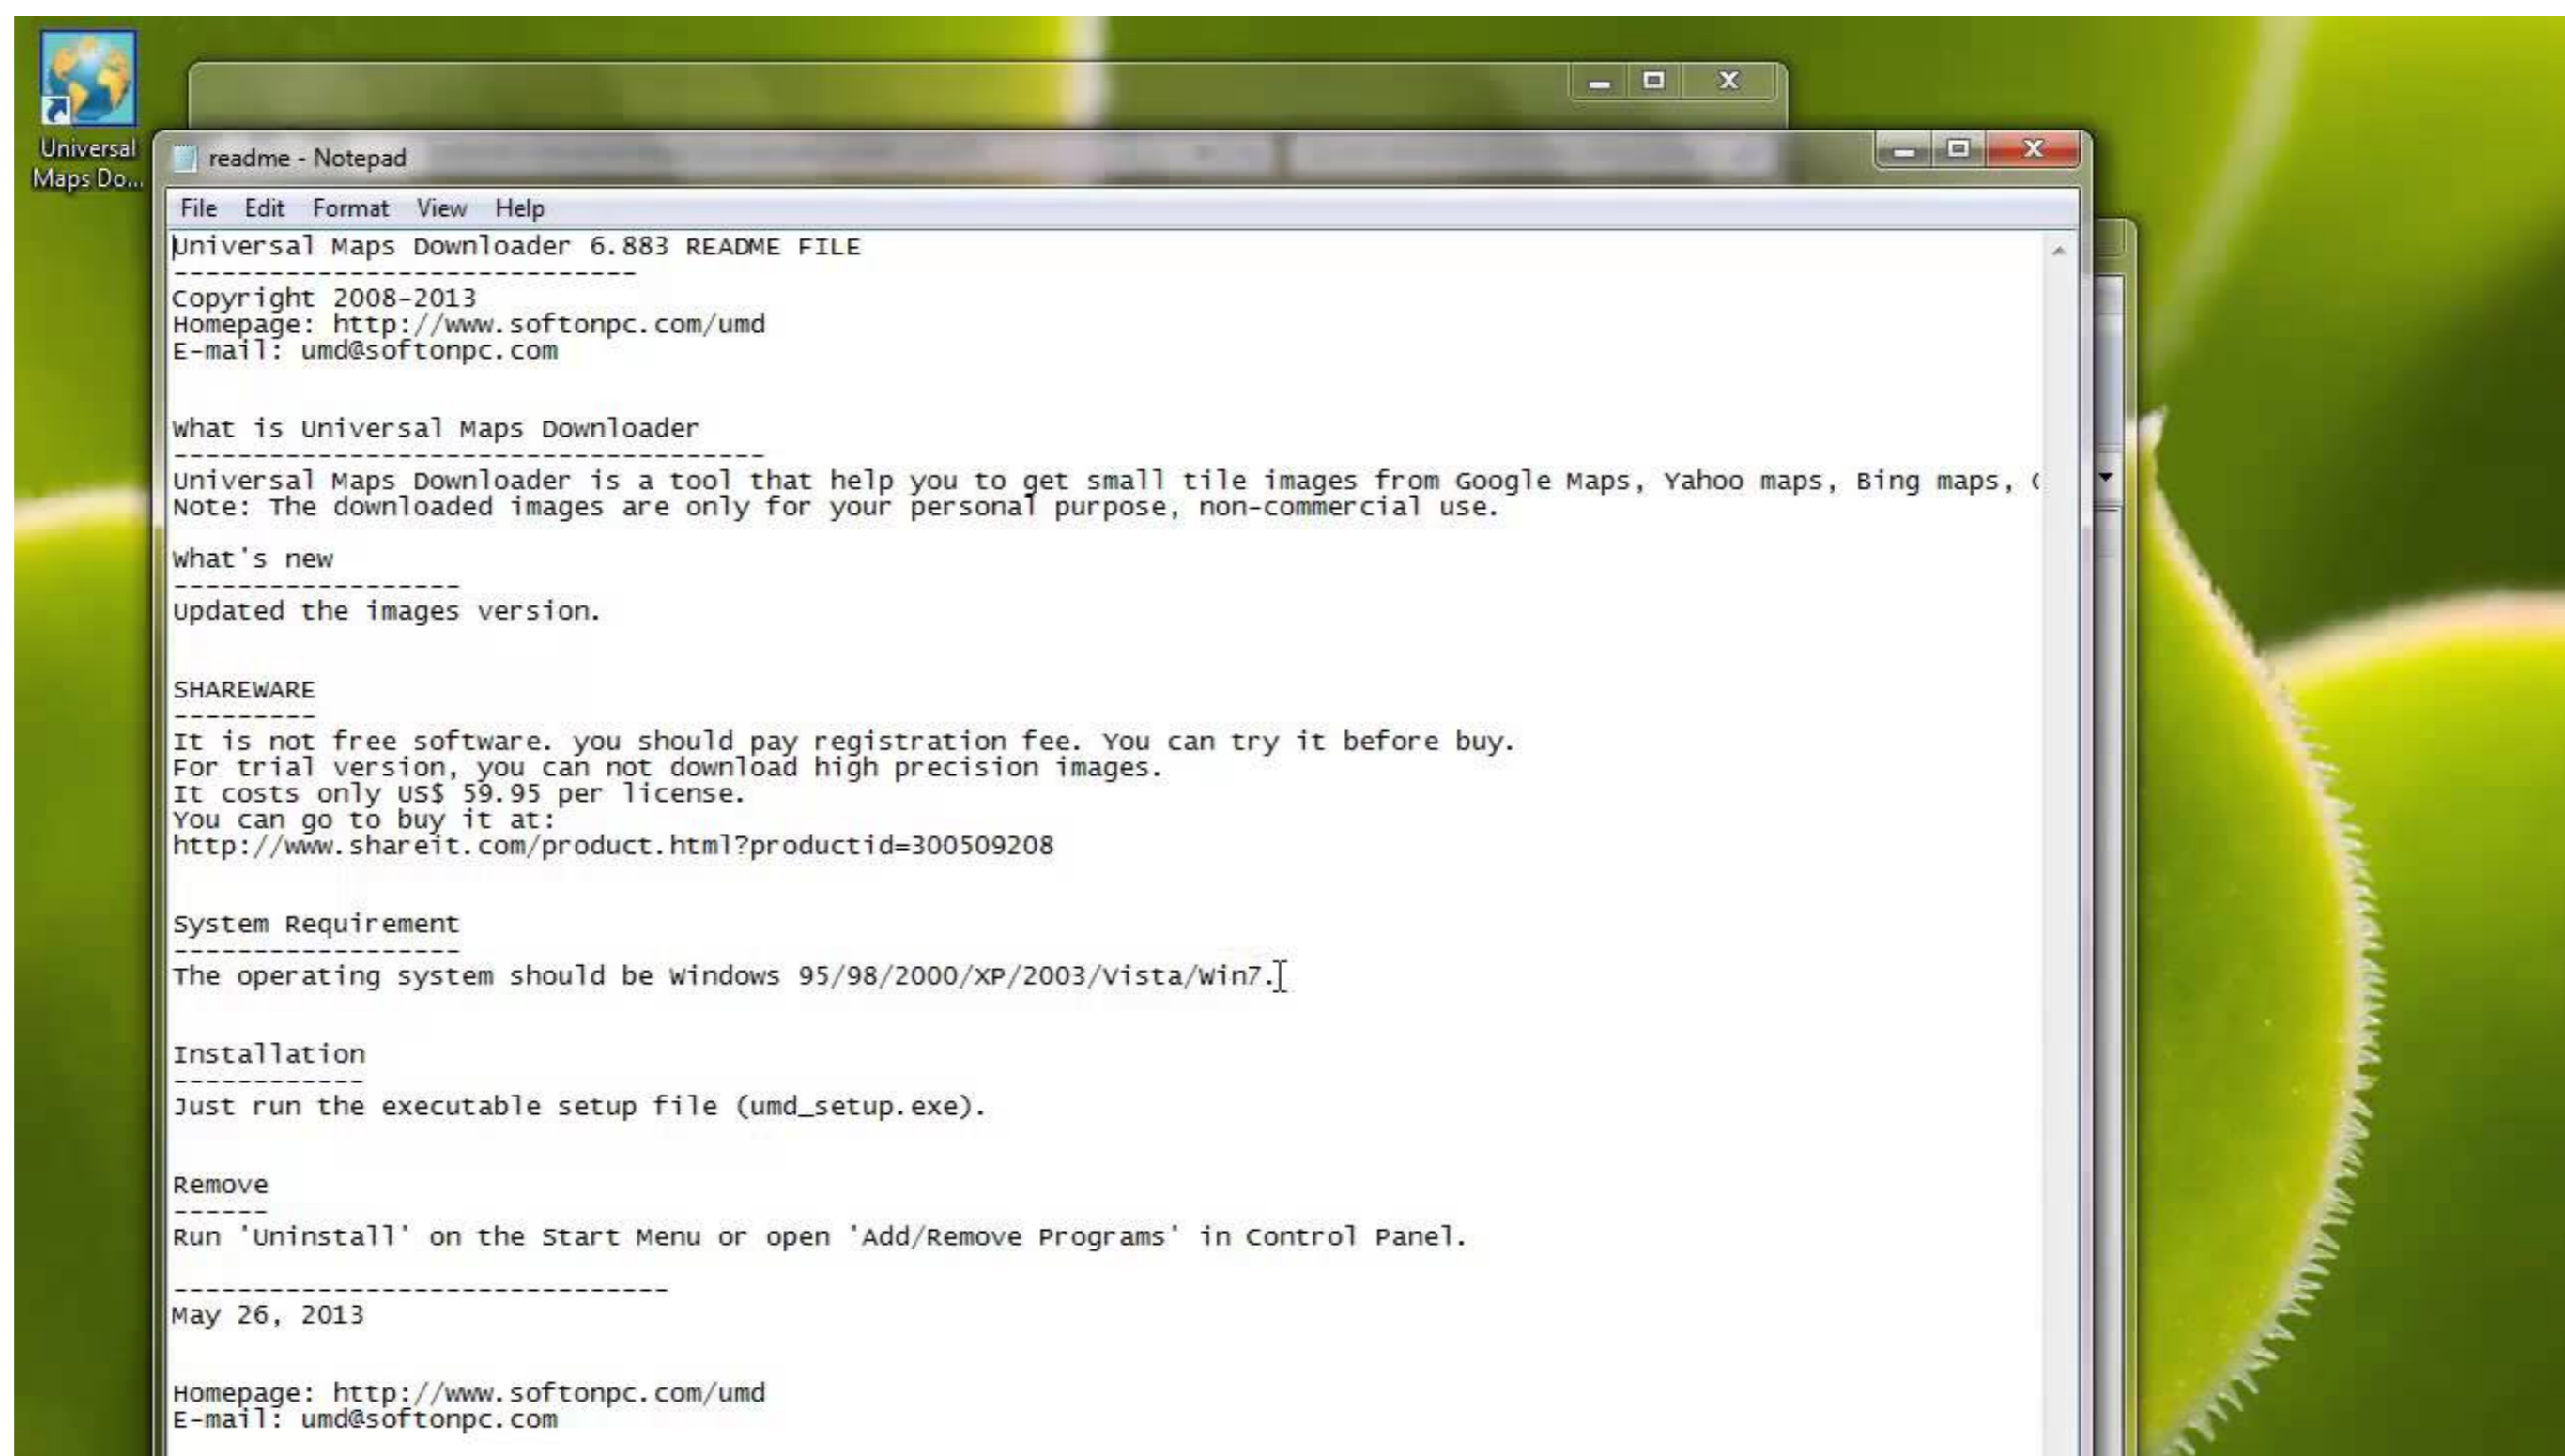 Universal
Maps Do...
readme - Notepad
File Edit Format View Help
Universal Maps Downloader 6.883 README FILE
-----------------------------
Copyright 2008-2013
Homepage: http://www.softonpc.com/umd
E-mail: umd@softonpc.com
What is Universal Maps Downloader
-------------------------------------
Universal Maps Downloader is a tool that help you to get small tile images from Google Maps, Yahoo maps, Bing maps,
Note: The downloaded images are only for your personal purpose, non-commercial use.
What's new
------------------
Updated the images version.
SHAREWARE
---------
It is not free software. you should pay registration fee. You can try it before buy.
For trial version, you can not download high precision images.
It costs only US$ 59.95 per license.
You can go to buy it at:
http://www.shareit.com/product.html?productid=300509208
System Requirement
------------------
The operating system should be Windows 95/98/2000/XP/2003/Vista/Win7.
Installation
------------
Just run the executable setup file (umd_setup.exe).
Remove
------
Run 'Uninstall' on the Start Menu or open 'Add/Remove Programs' in Control Panel.
-------------------------------
May 26, 2013
Homepage: http://www.softonpc.com/umd
E-mail: umd@softonpc.com